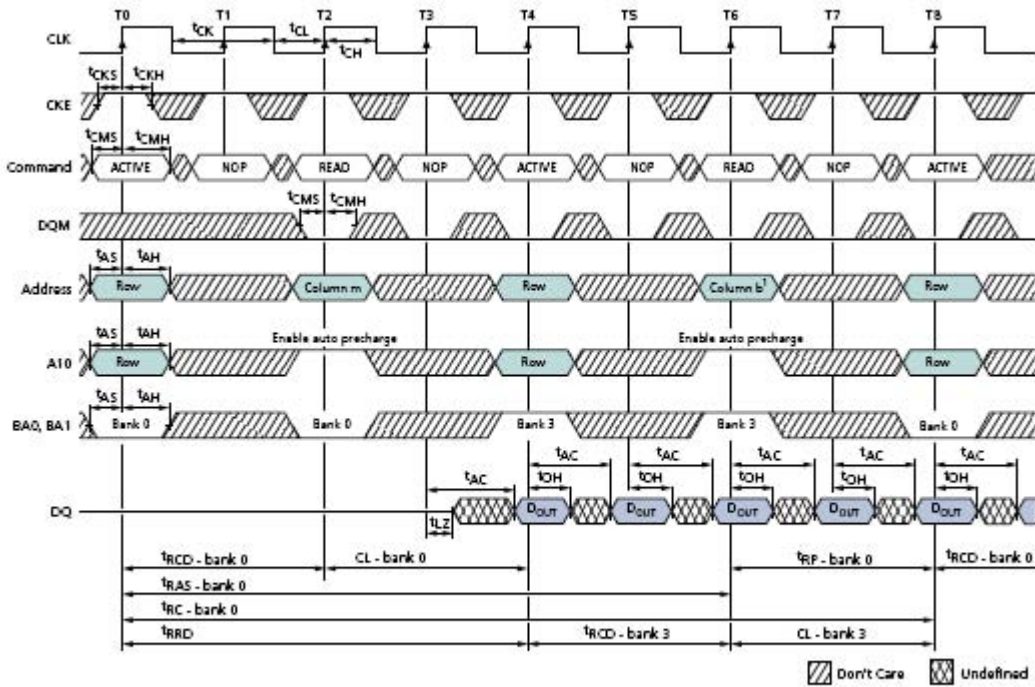 T0 T1 T2 T3 T4 T5 T6 T7 T8
CLK
tCK tCL
tCH
tCKS tCKH
CKE
tCMS tCMH
Command ACTIVE NOP READ NOP ACTIVE NOP READ NOP ACTIVE
tCMS tCMH
DQM
tAS tAH
Address Row Column m Row Column b¹ Row
tAS tAH
Enable auto precharge Enable auto precharge
A10 Row Row Row
tAS tAH
BA0, BA1 Bank 0 Bank 0 Bank 3 Bank 3 Bank 0
tAC tAC tAC tAC tAC
tAC tOH tOH tOH tOH tOH
DQ DOUT DOUT DOUT DOUT DOUT
tLZ
tRCD - bank 0 CL - bank 0 tRP - bank 0 tRCD - bank 0
tRAS - bank 0
tRC - bank 0
tRRD tRCD - bank 3 CL - bank 3
Don't Care Undefined